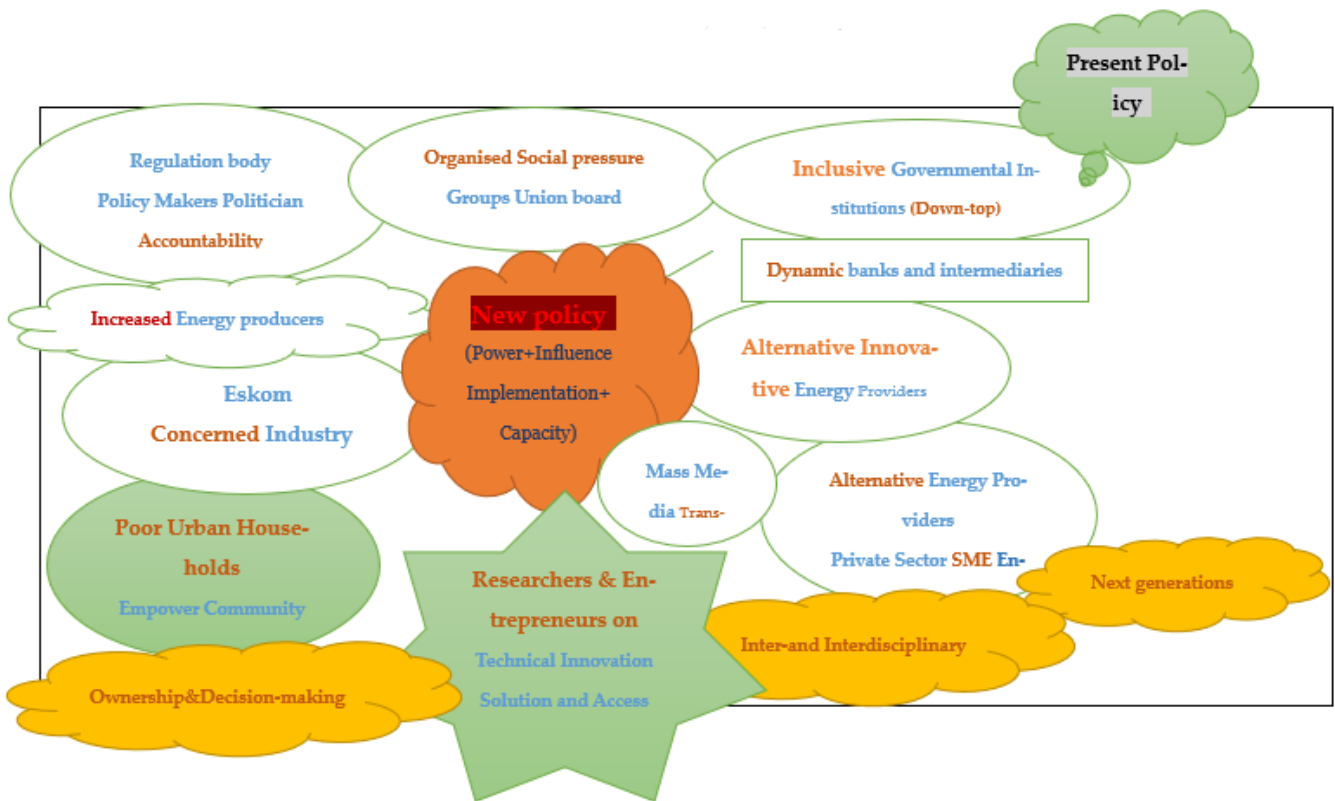 Present Pol-
icy
Regulation body
Policy Makers Politician
Accountability
Organised Social pressure
Groups Union board
Inclusive Governmental In-
stitutions (Down-top)
Dynamic banks and intermediaries
Increased Energy producers
New policy
(Power+Influence
Implementation+
Capacity)
Alternative Innova-
tive Energy Providers
Eskom
Concerned Industry
Mass Me-
dia Trans-
Alternative Energy Pro-
viders
Private Sector SME En-
Poor Urban House-
holds
Empower Community
Researchers & En-
trepreneurs on
Technical Innovation
Solution and Access
Next generations
Inter-and Interdisciplinary
Ownership&Decision-making